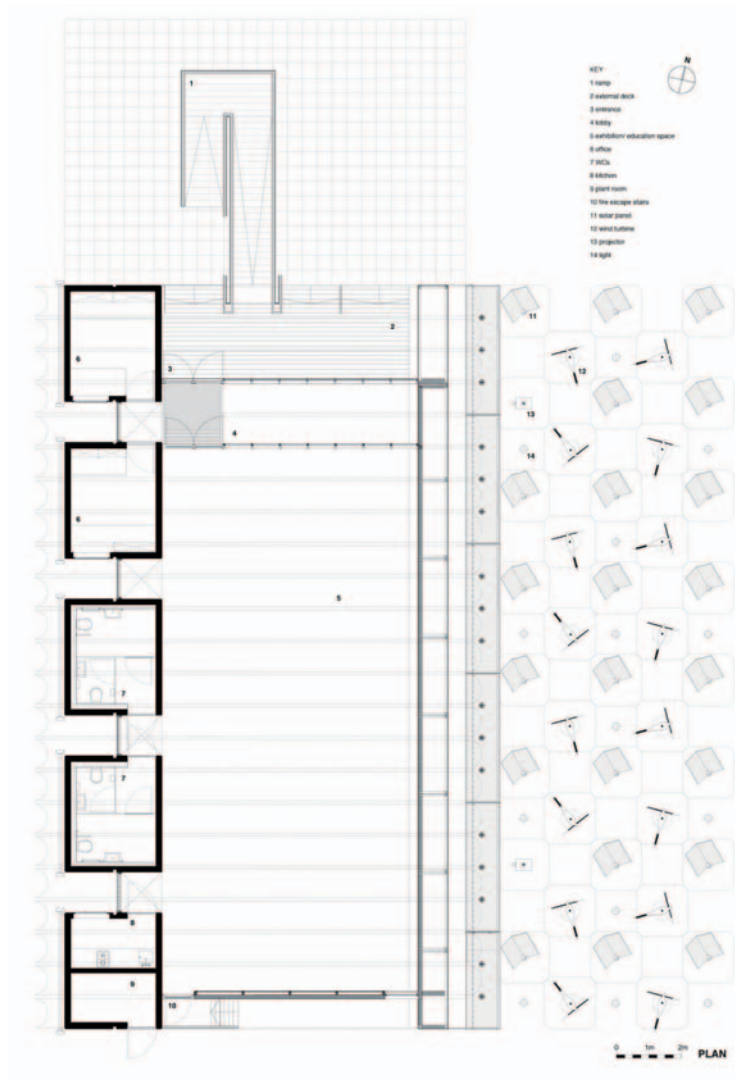 N
KEY
1 ramp
2 external deck
3 entrance
4 lobby
5 exhibition/ education space
6 office
7 WCs
8 kitchen
9 plant room
10 fire escape stairs
11 solar panel
12 wind turbine
13 projector
14 light
1
2
11
6
3
12
13
4
14
6
5
7
7
8
9
10
0 1m 2m PLAN